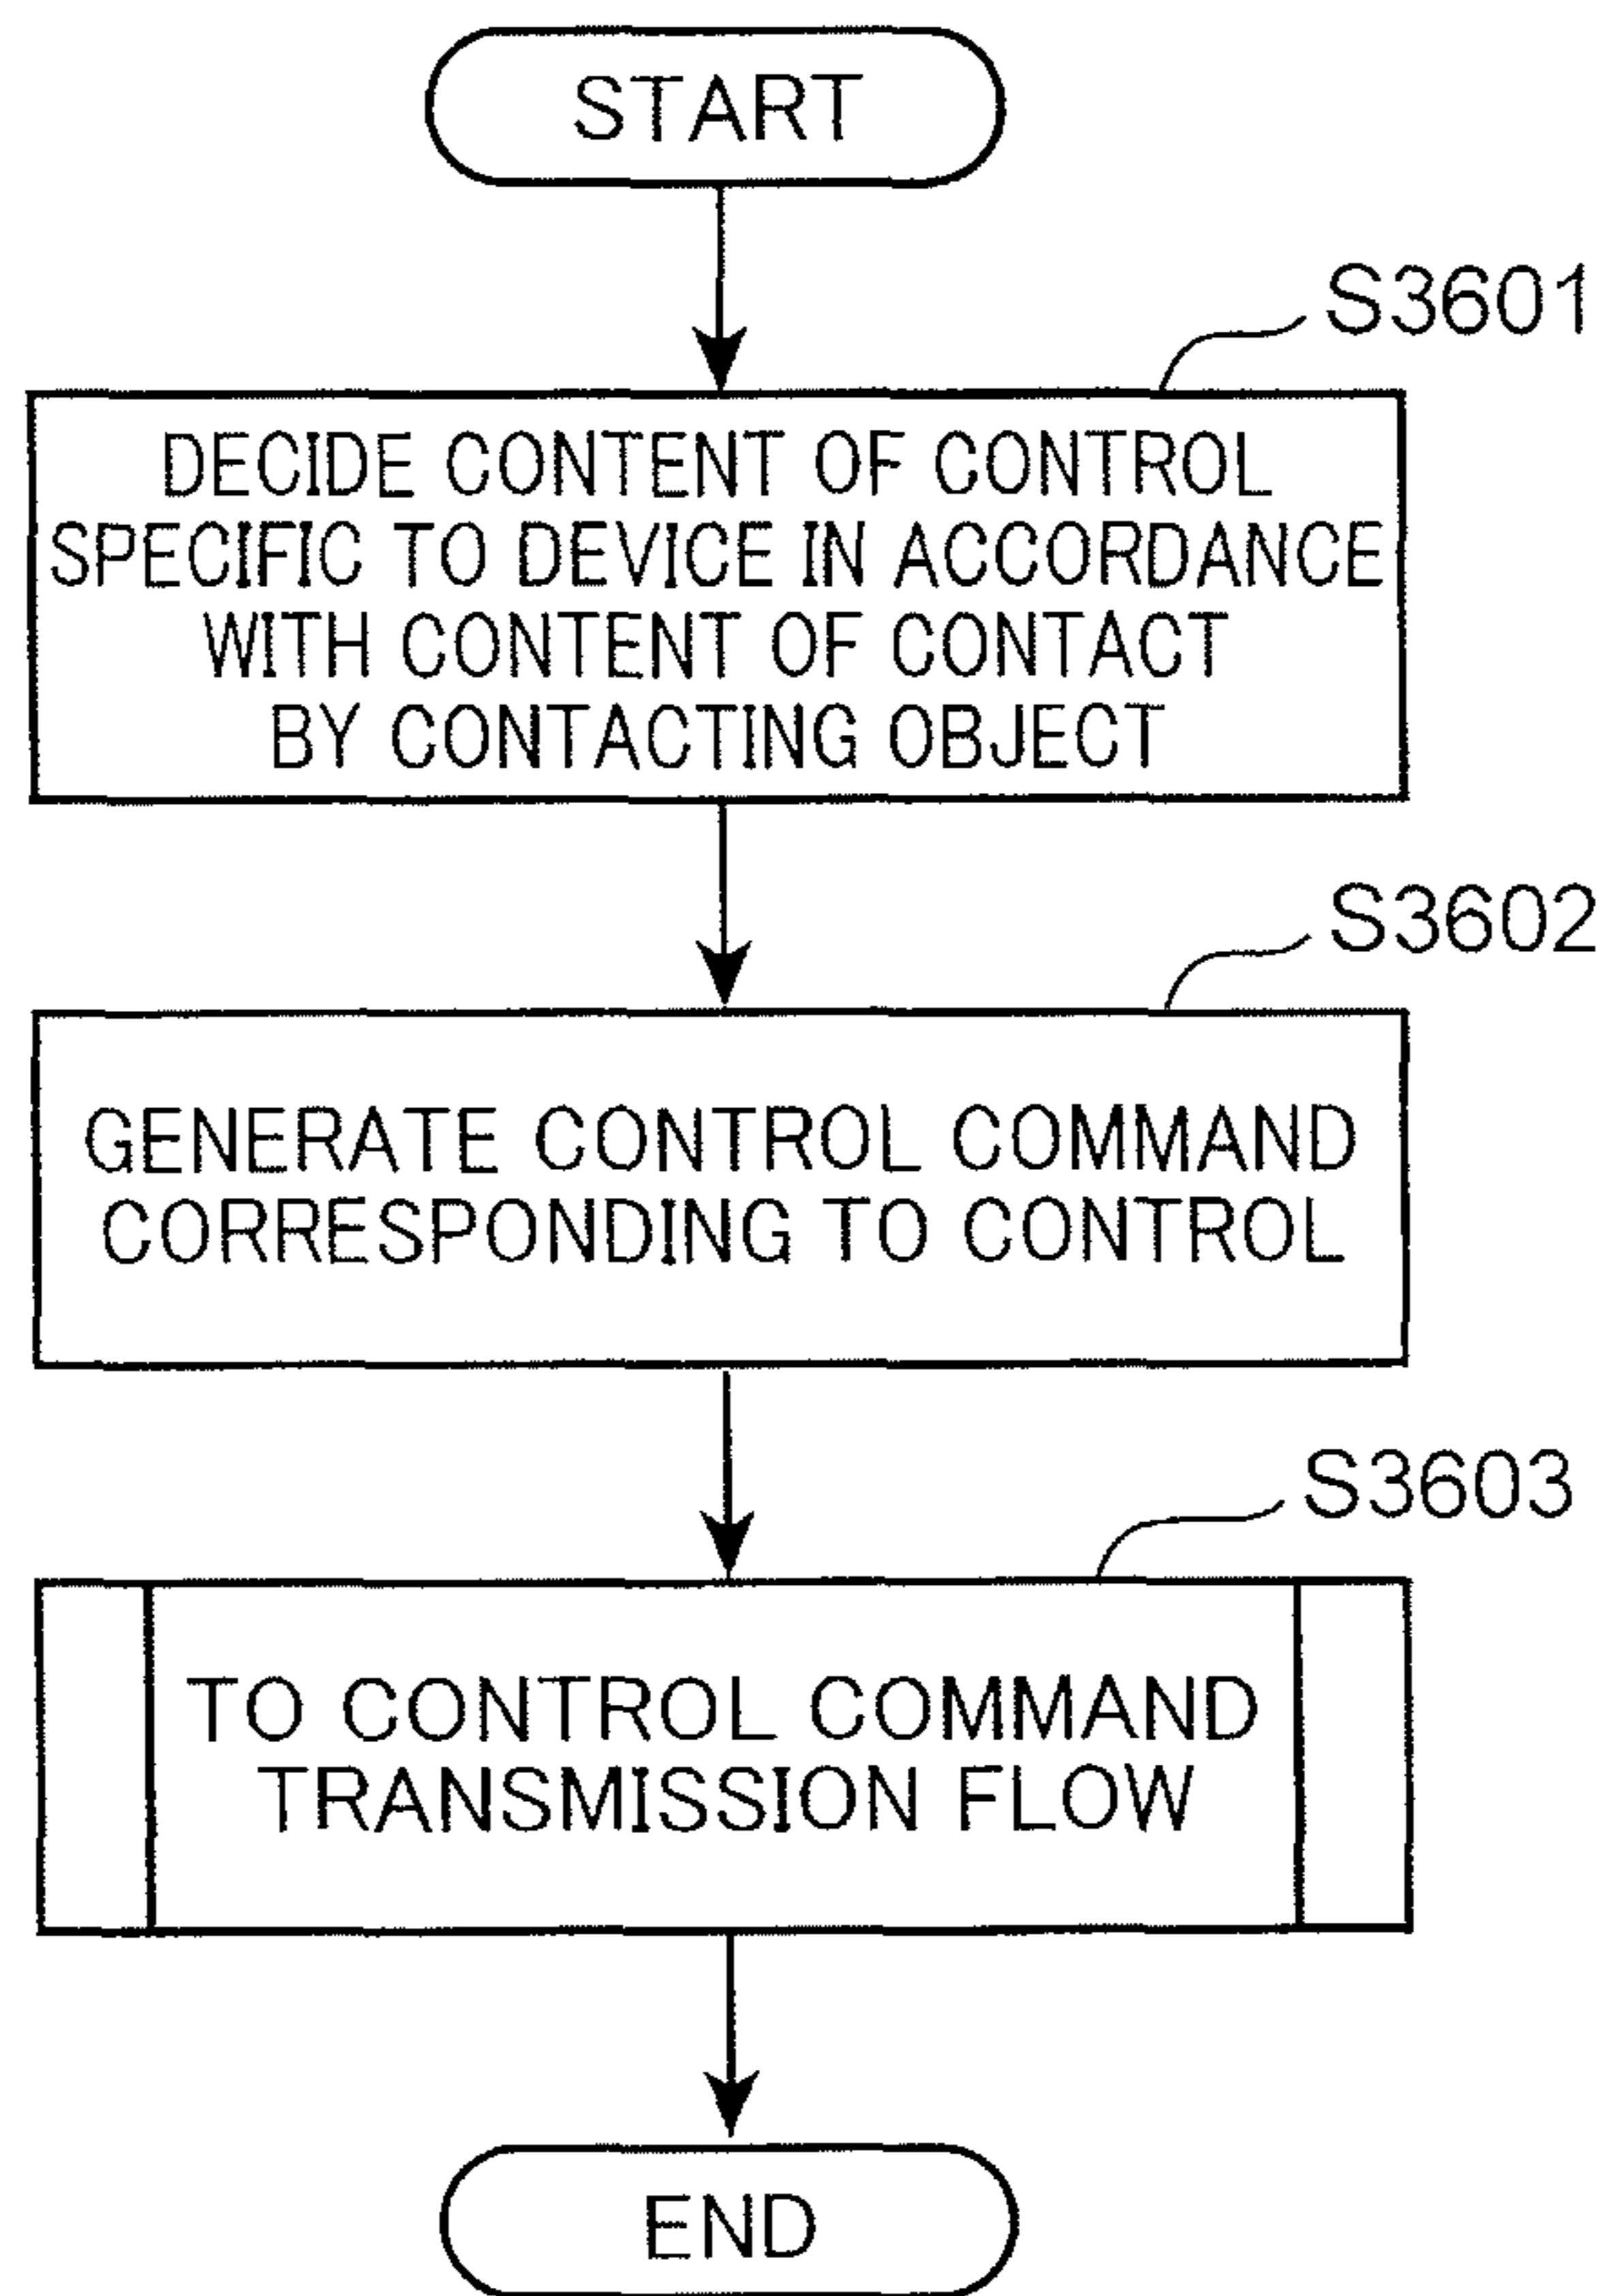 START
S3601
DECIDE CONTENT OF CONTROL
SPECIFIC TO DEVICE IN ACCORDANCE
WITH CONTENT OF CONTACT
BY CONTACTING OBJECT
S3602
GENERATE CONTROL COMMAND
CORRESPONDING TO CONTROL
S3603
TO CONTROL COMMAND
TRANSMISSION FLOW
END